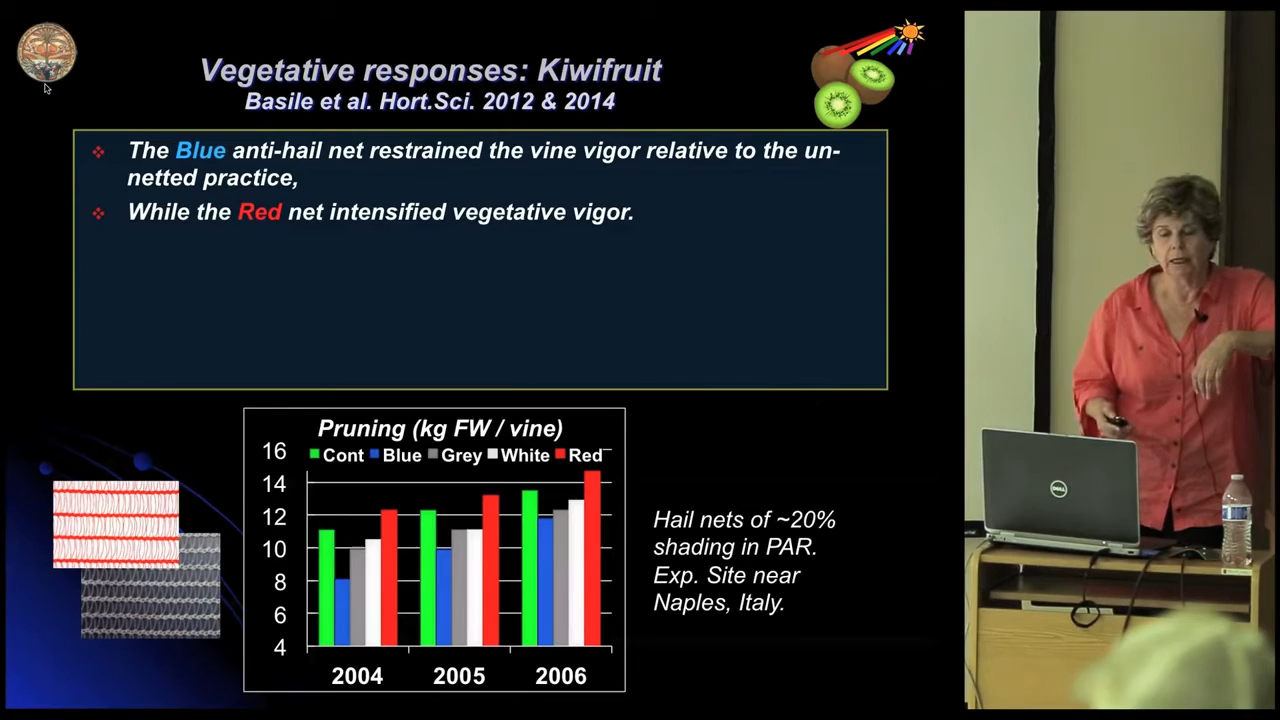 Vegetative responses: Kiwifruit
Basile et al. Hort.Sci. 2012 & 2014
The Blue anti-hail net restrained the vine vigor relative to the un-
netted practice,
While the Red net intensified vegetative vigor.
Pruning (kg FW / vine)
Cont Blue Grey White Red
16
14
12
10
8
6
4
2004 2005 2006
Hail nets of ~20%
shading in PAR.
Exp. Site near
Naples, Italy.
DELL